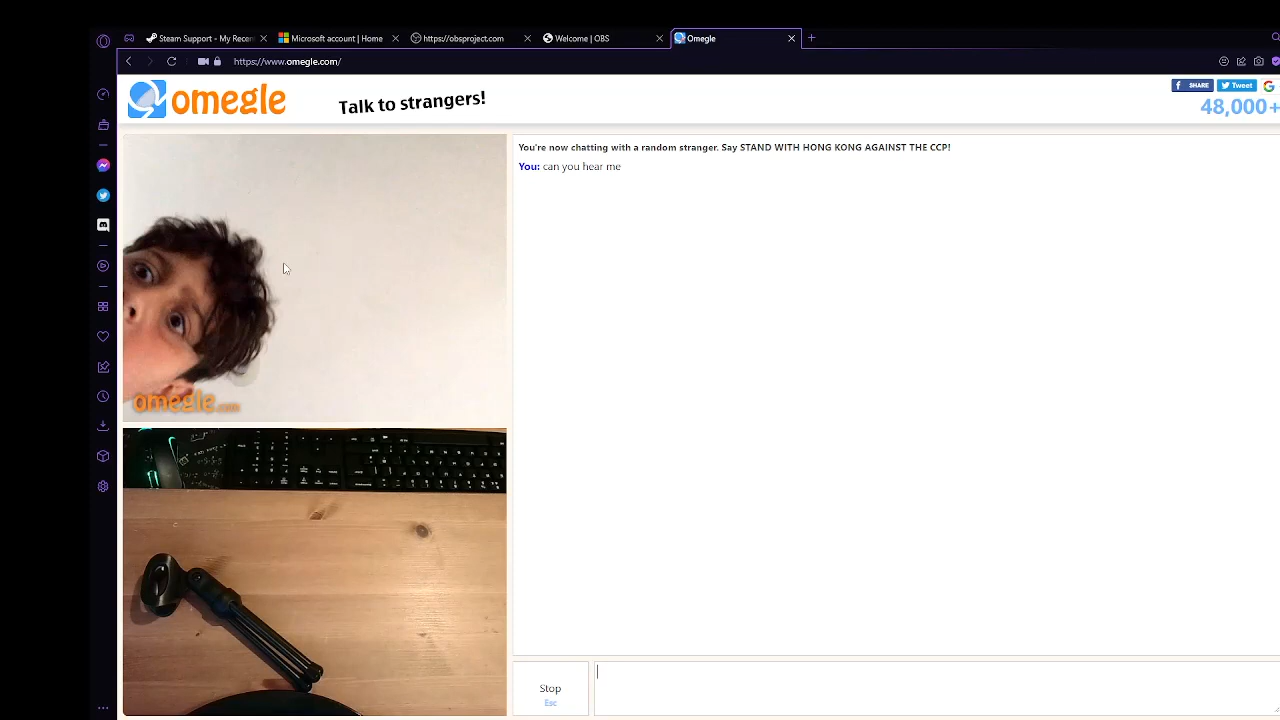 Steam Support - My Recen
Microsoft account | Home
https://obsproject.com
Welcome | OBS
Omegle
https://www.omegle.com/
omegle
Talk to strangers!
SHARE
Tweet
48,000+
You're now chatting with a random stranger. Say STAND WITH HONG KONG AGAINST THE CCP!
You: can you hear me
omegle.com
Stop
Esc